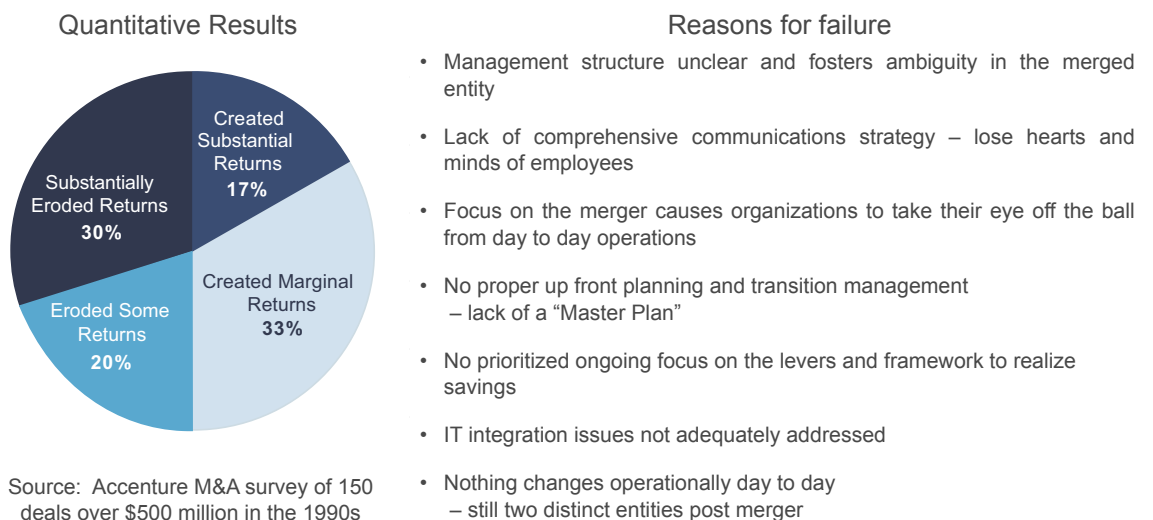 Quantitative Results
Created
Substantial
Returns
17%
Substantially
Eroded Returns
30%
Created Marginal
Returns
33%
Eroded Some
Returns
20%
Source: Accenture M&A survey of 150
deals over $500 million in the 1990s
Reasons for failure
• Management structure unclear and fosters ambiguity in the merged
entity
• Lack of comprehensive communications strategy – lose hearts and
minds of employees
• Focus on the merger causes organizations to take their eye off the ball
from day to day operations
• No proper up front planning and transition management
– lack of a “Master Plan”
• No prioritized ongoing focus on the levers and framework to realize
savings
• IT integration issues not adequately addressed
• Nothing changes operationally day to day
– still two distinct entities post merger